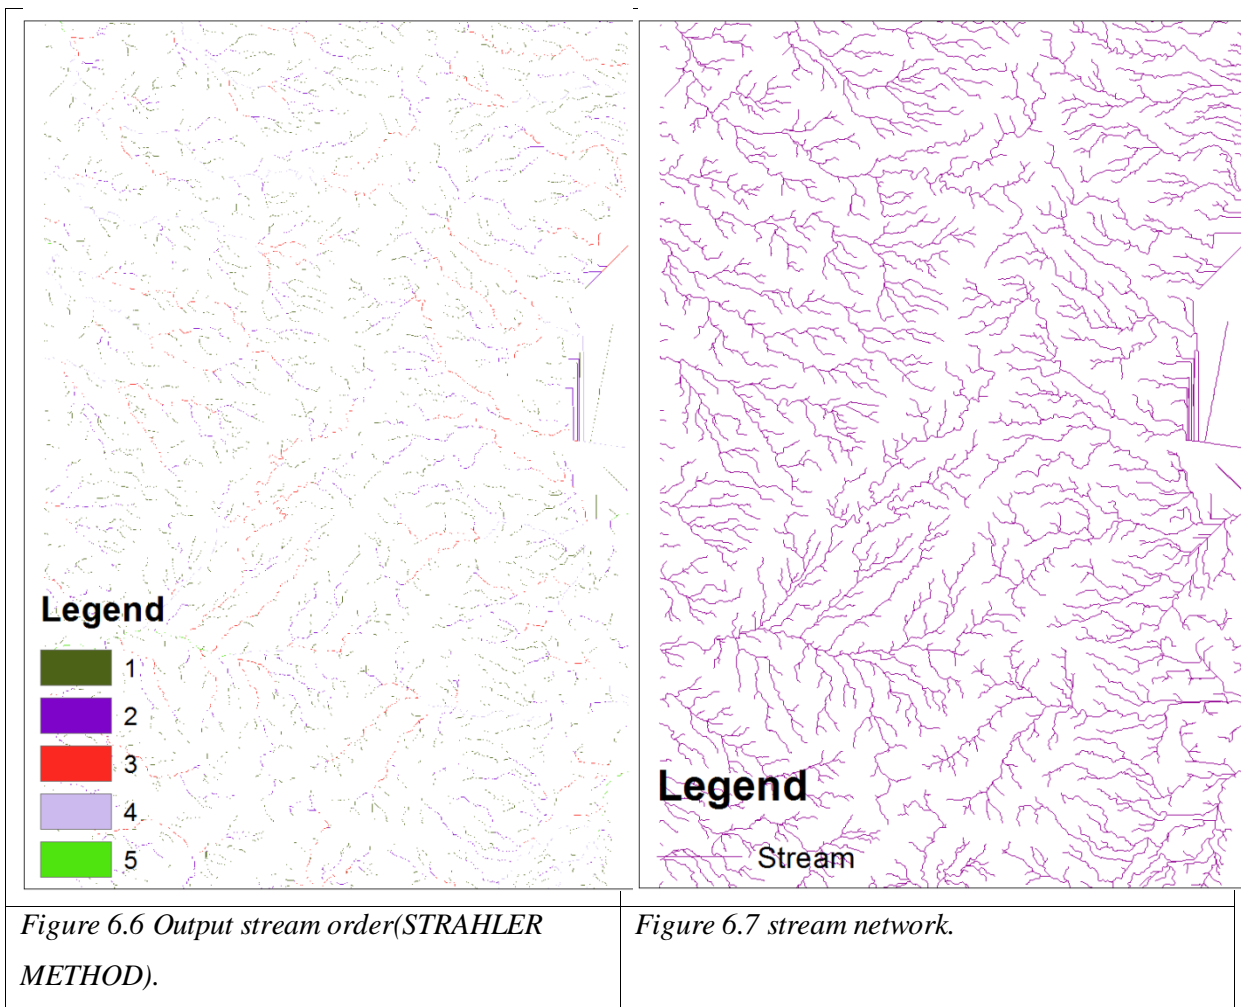 Legend
1
2
3
4
5
Legend
Stream
Figure 6.6 Output stream order(STRAHLER
METHOD).
Figure 6.7 stream network.